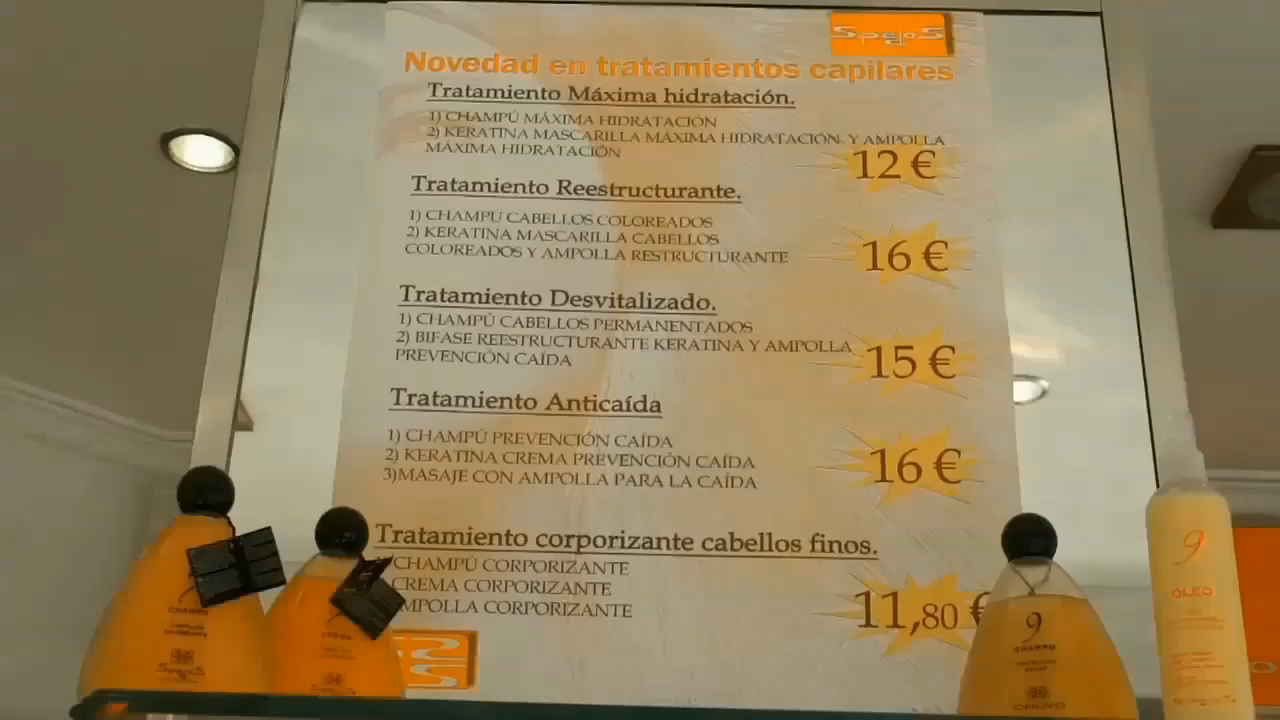 Novedad en tratamientos capilares
Tratamiento Máxima hidratación.
1) CHAMPÚ MÁXIMA HIDRATACIÓN
2) KERATINA MASCARILLA MÁXIMA HIDRATACIÓN. Y AMPOLLA
MÁXIMA HIDRATACIÓN
12 €
Tratamiento Reestructurante.
1) CHAMPÚ CABELLOS COLOREADOS
2) KERATINA MASCARILLA CABELLOS
COLOREADOS Y AMPOLLA RESTRUCTURANTE
16 €
Tratamiento Desvitalizado.
1) CHAMPÚ CABELLOS PERMANENTADOS
2) BIFASE REESTRUCTURANTE KERATINA Y AMPOLLA
PREVENCIÓN CAÍDA
15 €
Tratamiento Anticaída
1) CHAMPÚ PREVENCIÓN CAÍDA
2) KERATINA CREMA PREVENCIÓN CAÍDA
3)MASAJE CON AMPOLLA PARA LA CAÍDA
16 €
Tratamiento corporizante cabellos finos.
CHAMPÚ CORPORIZANTE
CREMA CORPORIZANTE
MPOLLA CORPORIZANTE
11,80 €
CHAMPU
CREMA
9
CHAMPU
9
ÓLEO